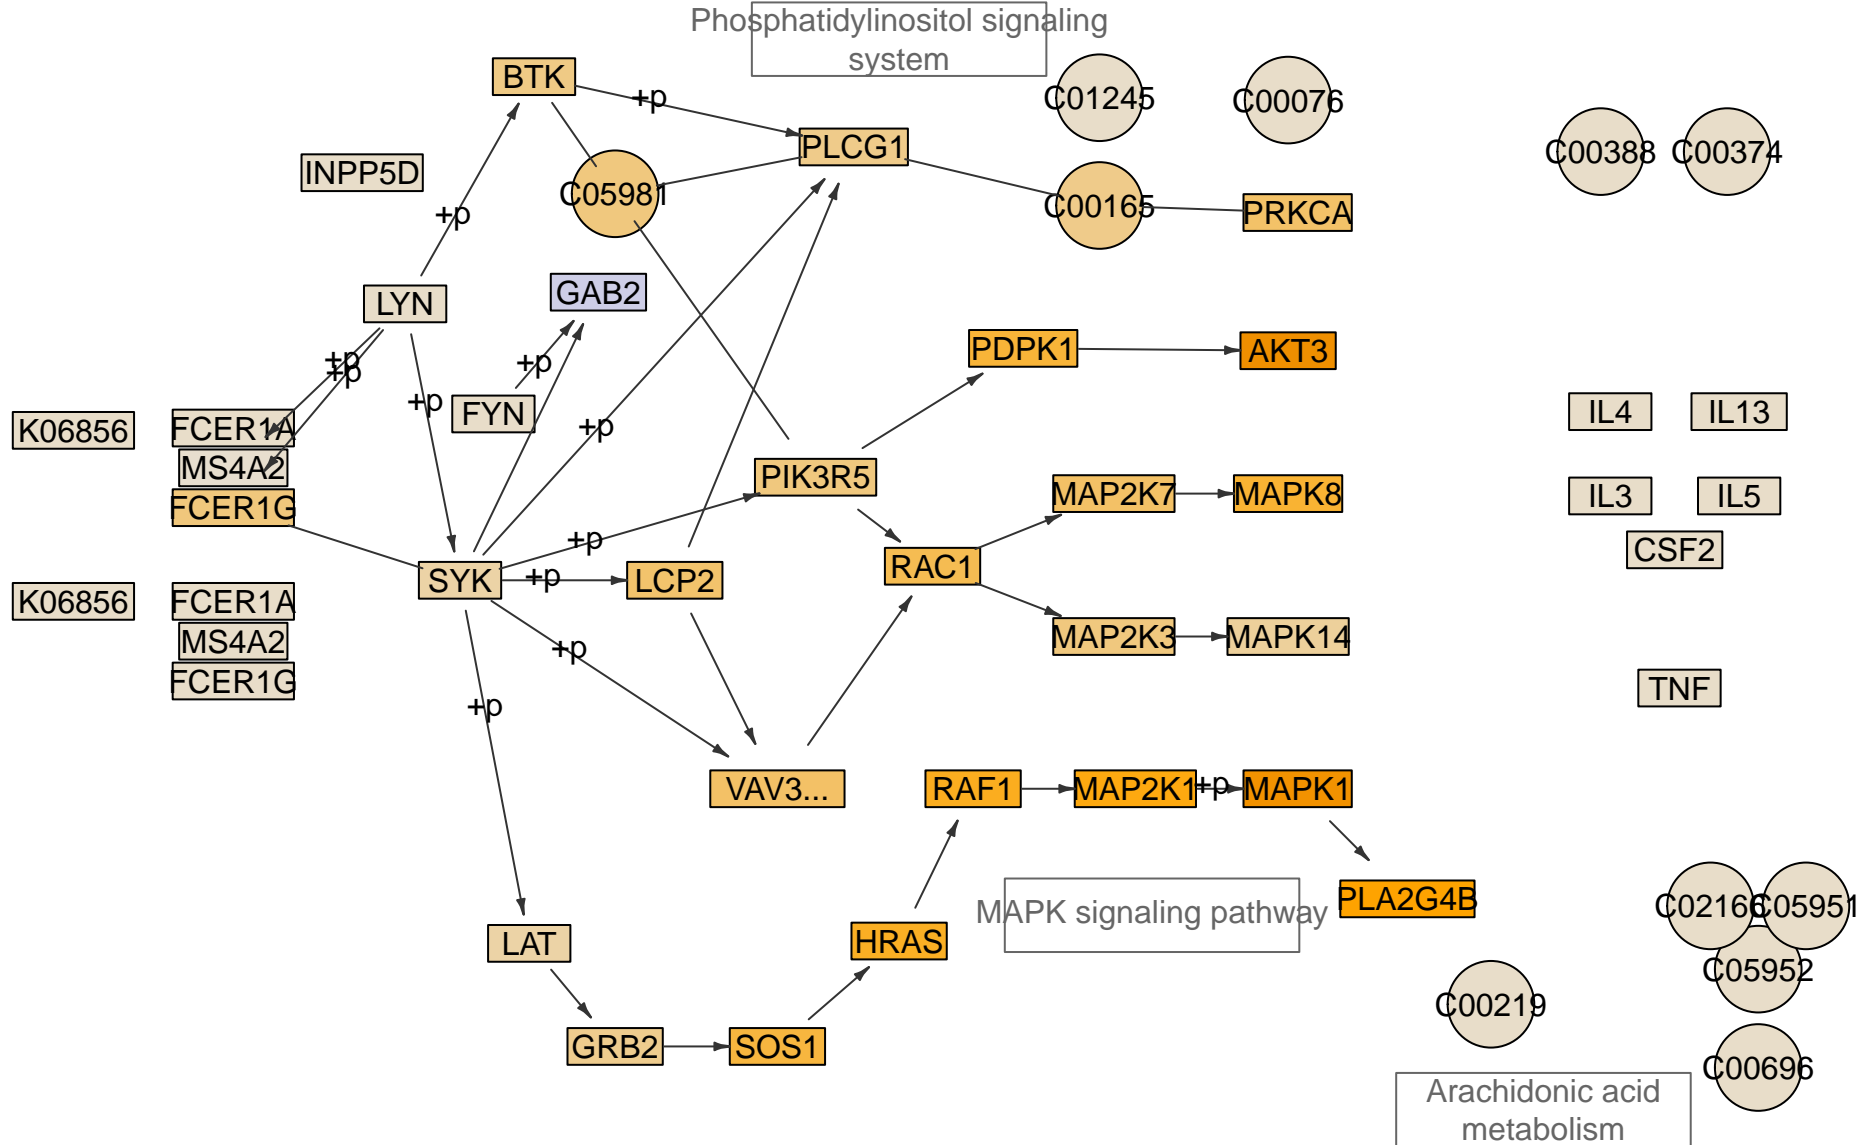 Phosphatidylinositol signaling
system
BTK
+p
C01245
C00076
PLCG1
C00388
C00374
INPP5D
C05981
C00165
PRKCA
+p
LYN
GAB2
PDPK1
AKT3
+p
+p
+p
+p
FYN
IL4
IL13
K06856
FCER1A
+p
MS4A2
PIK3R5
MAP2K7
MAPK8
IL3
IL5
FCER1G
+p
CSF2
SYK
+p
LCP2
RAC1
K06856
FCER1A
MS4A2
+p
MAP2K3
MAPK14
FCER1G
TNF
+p
VAV3...
RAF1
MAP2K1
+p
MAPK1
PLA2G4B
MAPK signaling pathway
C02166
C05951
LAT
HRAS
C05952
C00219
GRB2
SOS1
C00696
Arachidonic acid
metabolism